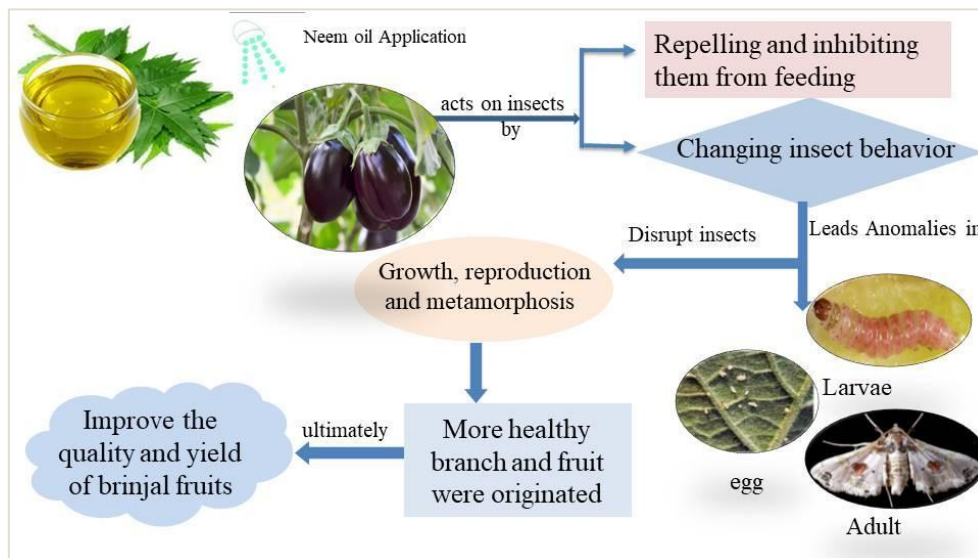 Neem oil Application
acts on insects
by
Repelling and inhibiting
them from feeding
Changing insect behavior
Disrupt insects
Leads Anomalies in
Growth, reproduction
and metamorphosis
Larvae
egg
Adult
More healthy
branch and fruit
were originated
ultimately
Improve the
quality and yield
of brinjal fruits